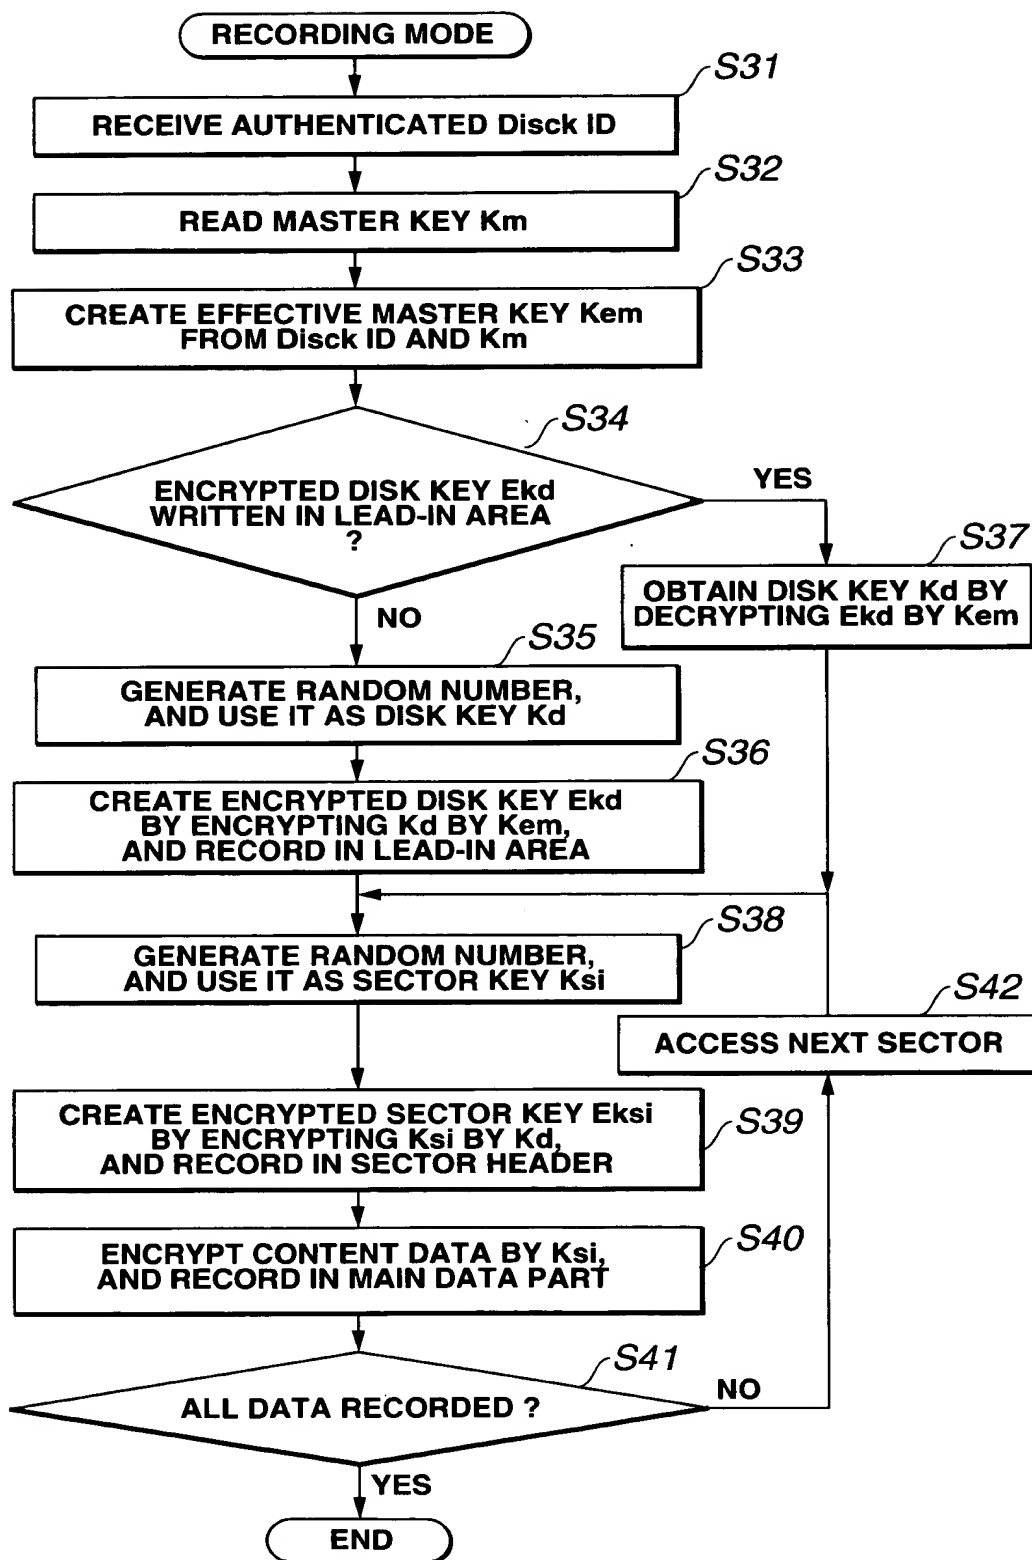 RECORDING MODE
S31
RECEIVE AUTHENTICATED Disck ID
S32
READ MASTER KEY Km
S33
CREATE EFFECTIVE MASTER KEY Kem
FROM Disck ID AND Km
S34
ENCRYPTED DISK KEY Ekd
WRITTEN IN LEAD-IN AREA
?
YES
NO
S37
OBTAIN DISK KEY Kd BY
DECRYPTING Ekd BY Kem
S35
GENERATE RANDOM NUMBER,
AND USE IT AS DISK KEY Kd
S36
CREATE ENCRYPTED DISK KEY Ekd
BY ENCRYPTING Kd BY Kem,
AND RECORD IN LEAD-IN AREA
S38
GENERATE RANDOM NUMBER,
AND USE IT AS SECTOR KEY Ksi
S42
ACCESS NEXT SECTOR
S39
CREATE ENCRYPTED SECTOR KEY Eksi
BY ENCRYPTING Ksi BY Kd,
AND RECORD IN SECTOR HEADER
S40
ENCRYPT CONTENT DATA BY Ksi,
AND RECORD IN MAIN DATA PART
S41
ALL DATA RECORDED ?
NO
YES
END